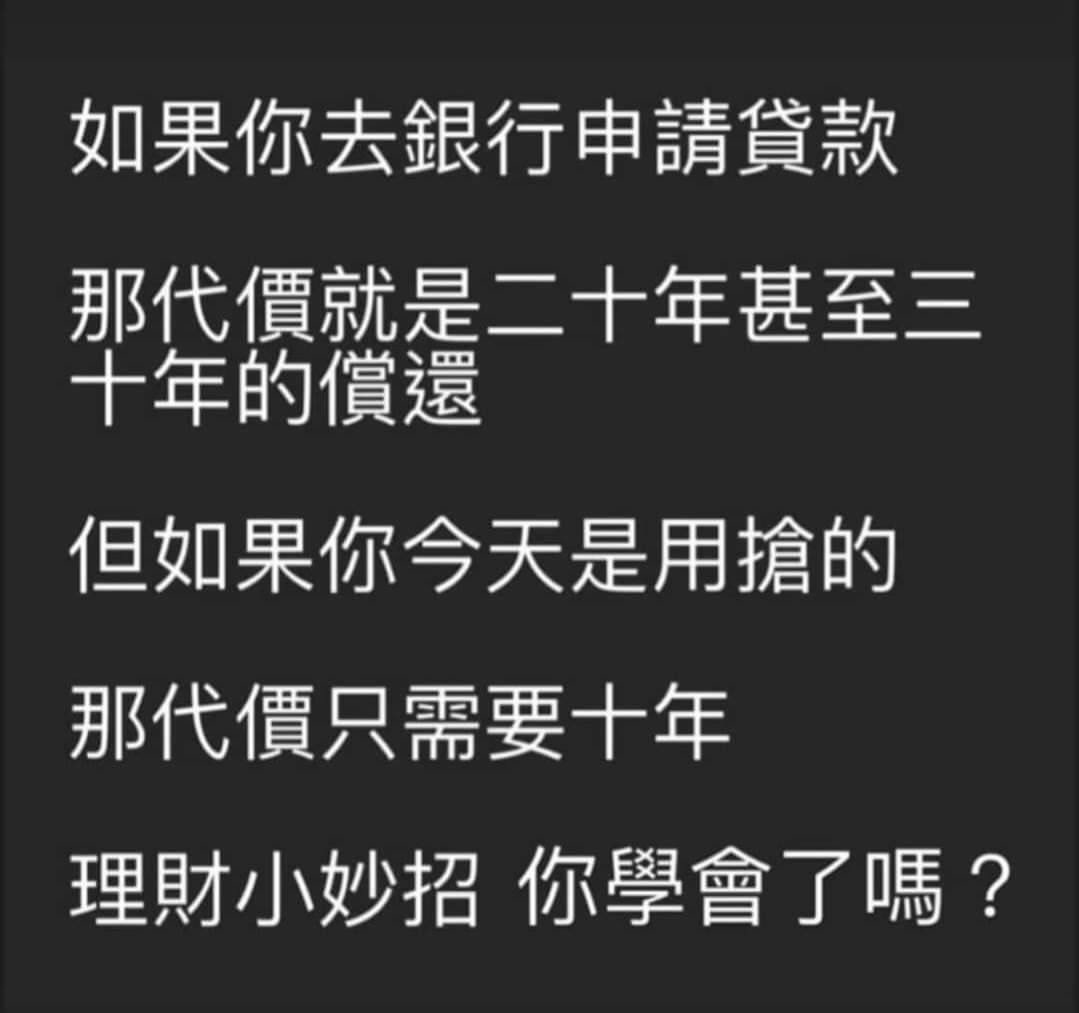 如果你去銀行申請貸款
那代價就是二十年甚至三
十年的償還
但如果你今天是用搶的
那代價只需要十年
理財小妙招 你學會了嗎？